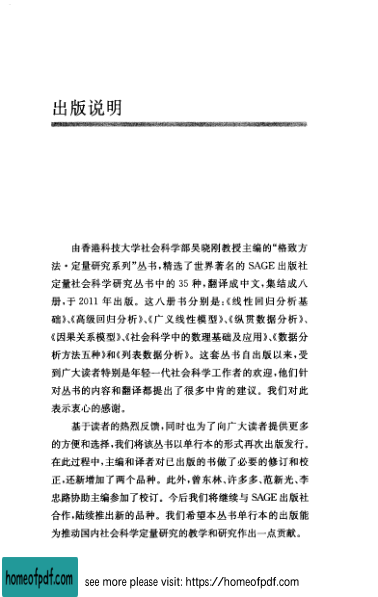 出版说明
由香港科技大学社会科学部吴晓刚教授主编的“格致方
法·定量研究系列”丛书,精选了世界著名的 SAGE 出版社
定量社会科学研究丛书中的 35 种,翻译成中文,集结成八
册,于 2011 年出版。这八册书分别是:《线性回归分析基
础》、《高级回归分析》、《广义线性模型》、《纵贯数据分析》、
《因果关系模型》、《社会科学中的数理基础及应用》、《数据分
析方法五种》和《列表数据分析》。这套丛书自出版以来,受
到广大读者特别是年轻一代社会科学工作者的欢迎,他们针
对丛书的内容和翻译都提出了很多中肯的建议。我们对此
表示衷心的感谢。
基于读者的热烈反馈,同时也为了向广大读者提供更多
的方便和选择,我们将该丛书以单行本的形式再次出版发行。
在此过程中,主编和译者对已出版的书做了必要的修订和校
正,还新增加了两个品种。此外,曾东林、许多多、范新光、李
忠路协助主编参加了校订。今后我们将继续与 SAGE 出版社
合作,陆续推出新的品种。我们希望本丛书单行本的出版能
为推动国内社会科学定量研究的教学和研究作出一点贡献。
homeofpdf.com
see more please visit: https://homeofpdf.com